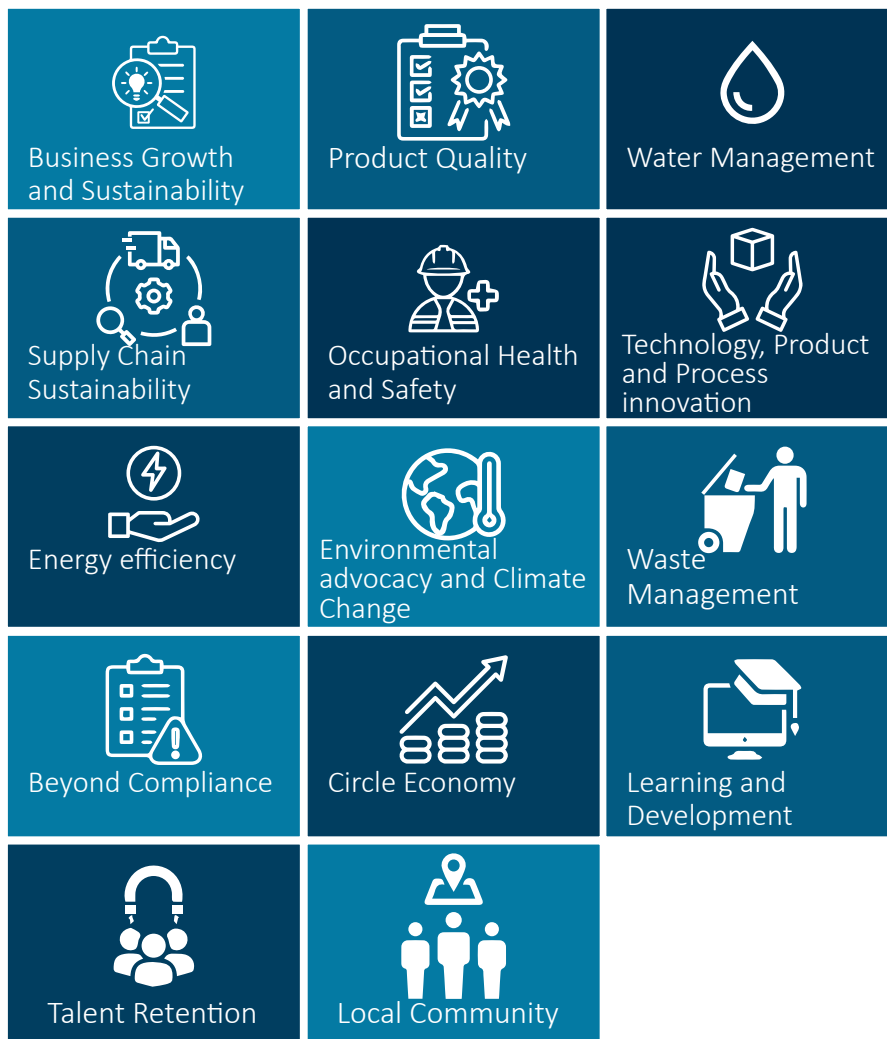 Business Growth
and Sustainability
Product Quality
Water Management
Supply Chain
Sustainability
Occupational Health
and Safety
Technology, Product
and Process
innovation
Energy efficiency
Environmental
advocacy and Climate
Change
Waste
Management
Beyond Compliance
Circle Economy
Learning and
Development
Talent Retention
Local Community